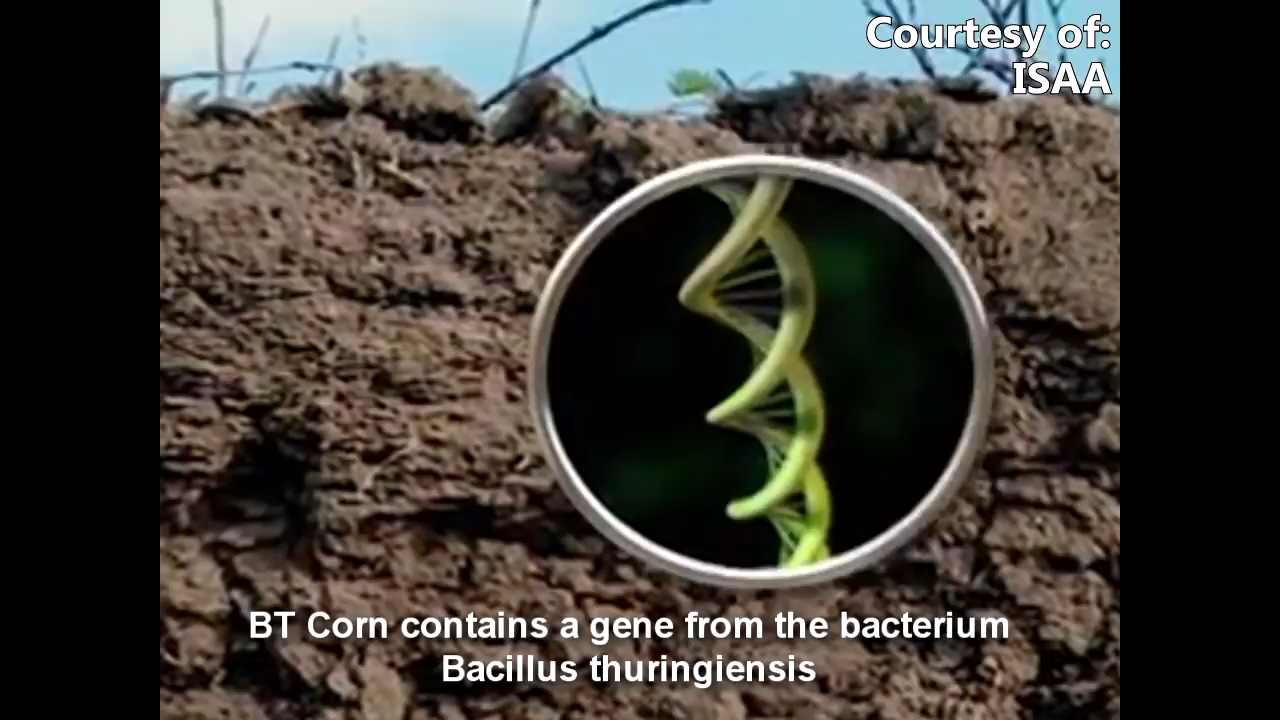 Courtesy of:
ISAA
BT Corn contains a gene from the bacterium
Bacillus thuringiensis